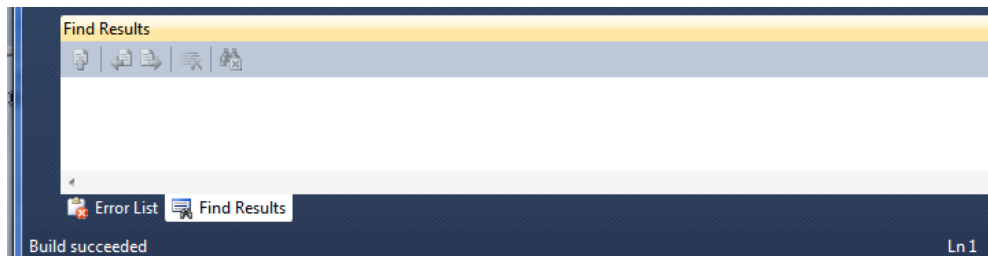 Find Results
Error List Find Results
Build succeeded Ln 1